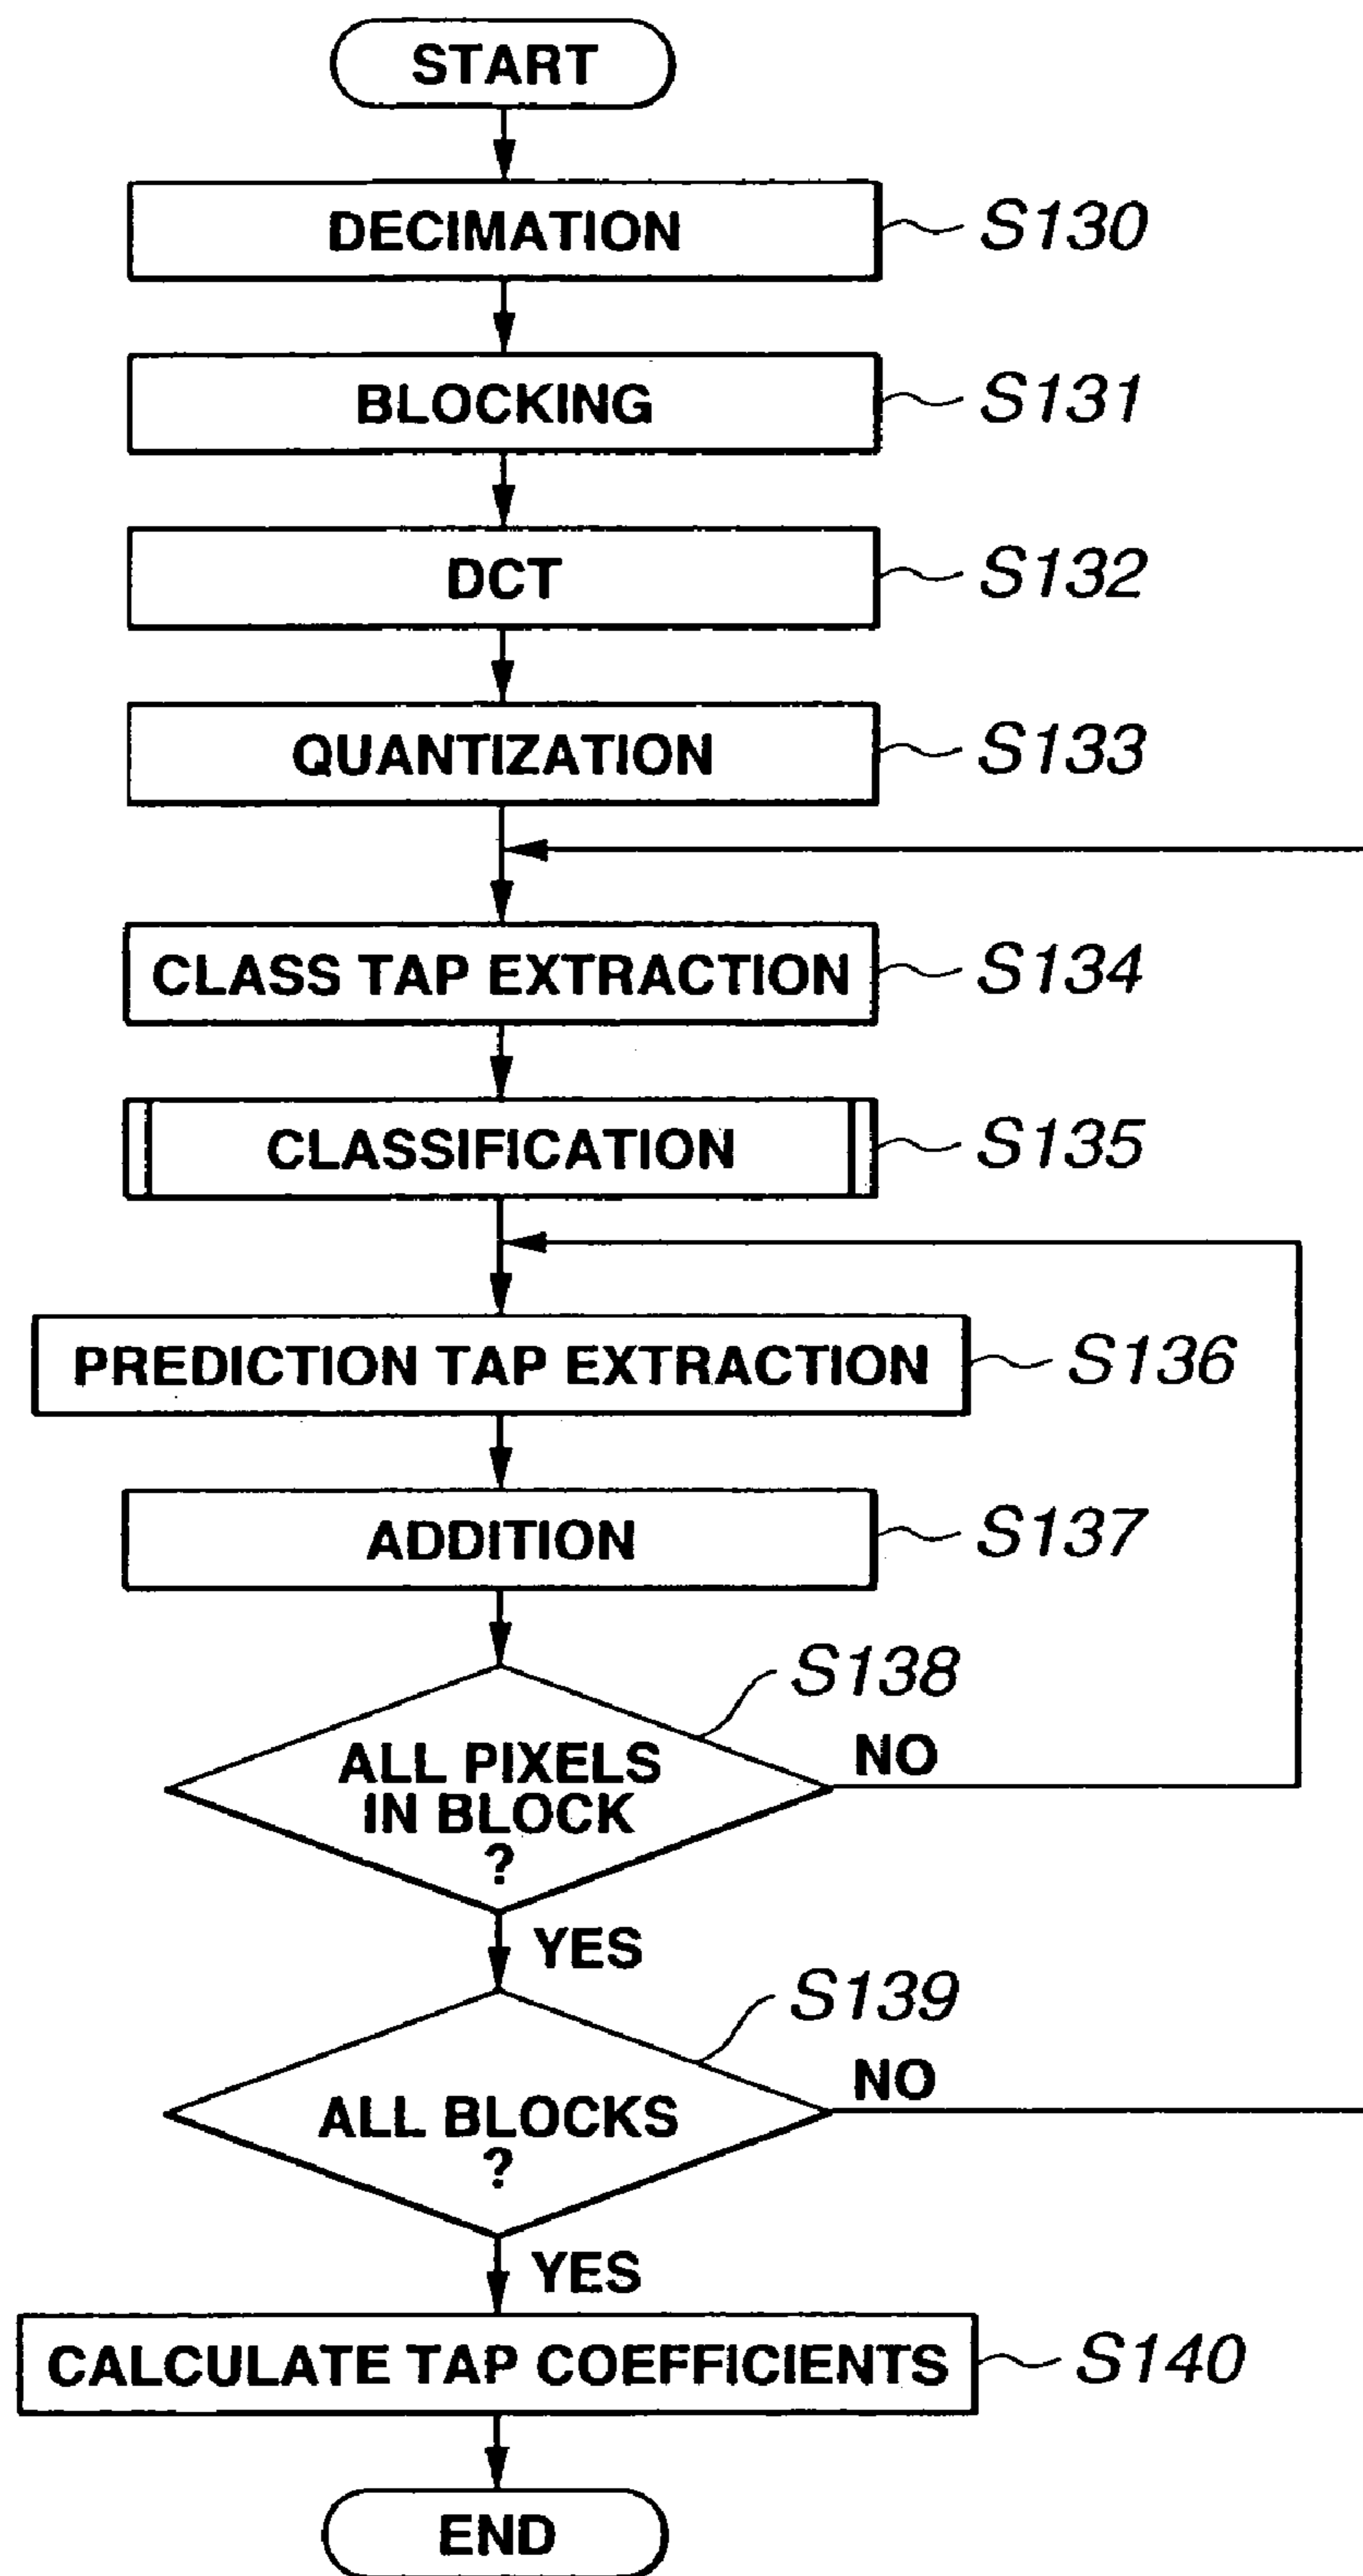 START
DECIMATION
S130
BLOCKING
S131
DCT
S132
QUANTIZATION
S133
CLASS TAP EXTRACTION
S134
CLASSIFICATION
S135
PREDICTION TAP EXTRACTION
S136
ADDITION
S137
S138
ALL PIXELS
IN BLOCK
?
NO
YES
S139
ALL BLOCKS
?
NO
YES
CALCULATE TAP COEFFICIENTS
S140
END